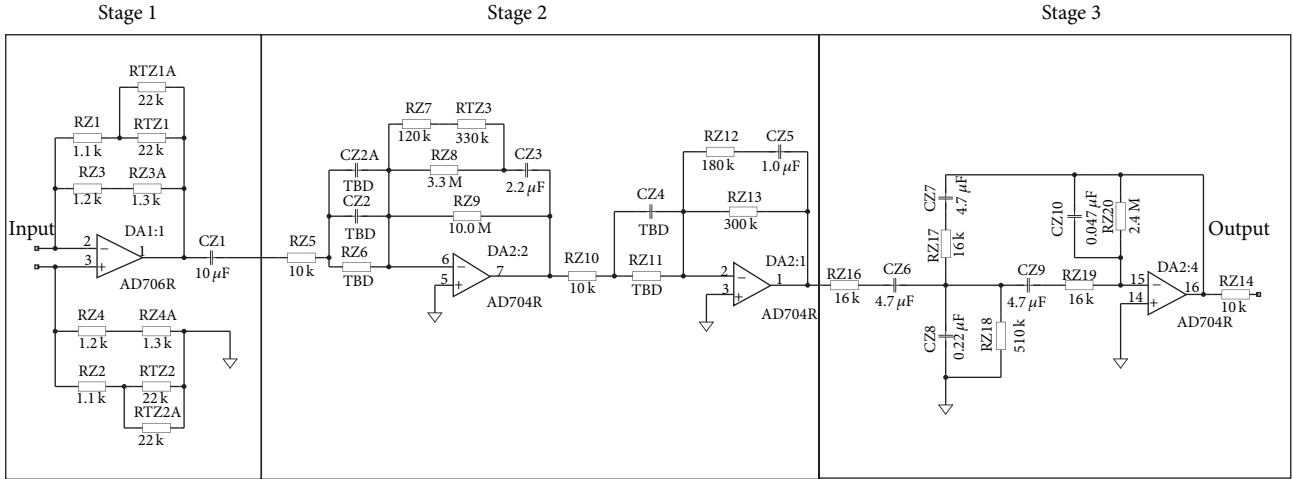 Stage 1
Stage 2
Stage 3
RTZ1A
22 k
RZ1
1.1 k
RTZ1
22 k
RZ3
1.2 k
RZ3A
1.3 k
Input
2
3
DA1:1
1
AD706R
CZ1
10 μF
RZ4
1.2 k
RZ4A
1.3 k
RZ2
1.1 k
RTZ2
22 k
RTZ2A
22 k
RZ5
10 k
CZ2A
TBD
CZ2
TBD
RZ6
TBD
RZ7
120 k
RTZ3
330 k
RZ8
3.3 M
CZ3
2.2 μF
RZ9
10.0 M
6
5
DA2:2
7
AD704R
RZ10
10 k
CZ4
TBD
RZ11
TBD
RZ12
180 k
CZ5
1.0 μF
RZ13
300 k
2
3
DA2:1
1
AD704R
RZ16
16 k
CZ6
4.7 μF
CZ7
4.7 μF
RZ17
16 k
CZ8
0.22 μF
RZ18
510 k
CZ9
4.7 μF
RZ19
16 k
CZ10
0.047 μF
RZ20
2.4 M
15
14
DA2:4
16
AD704R
Output
RZ14
10 k